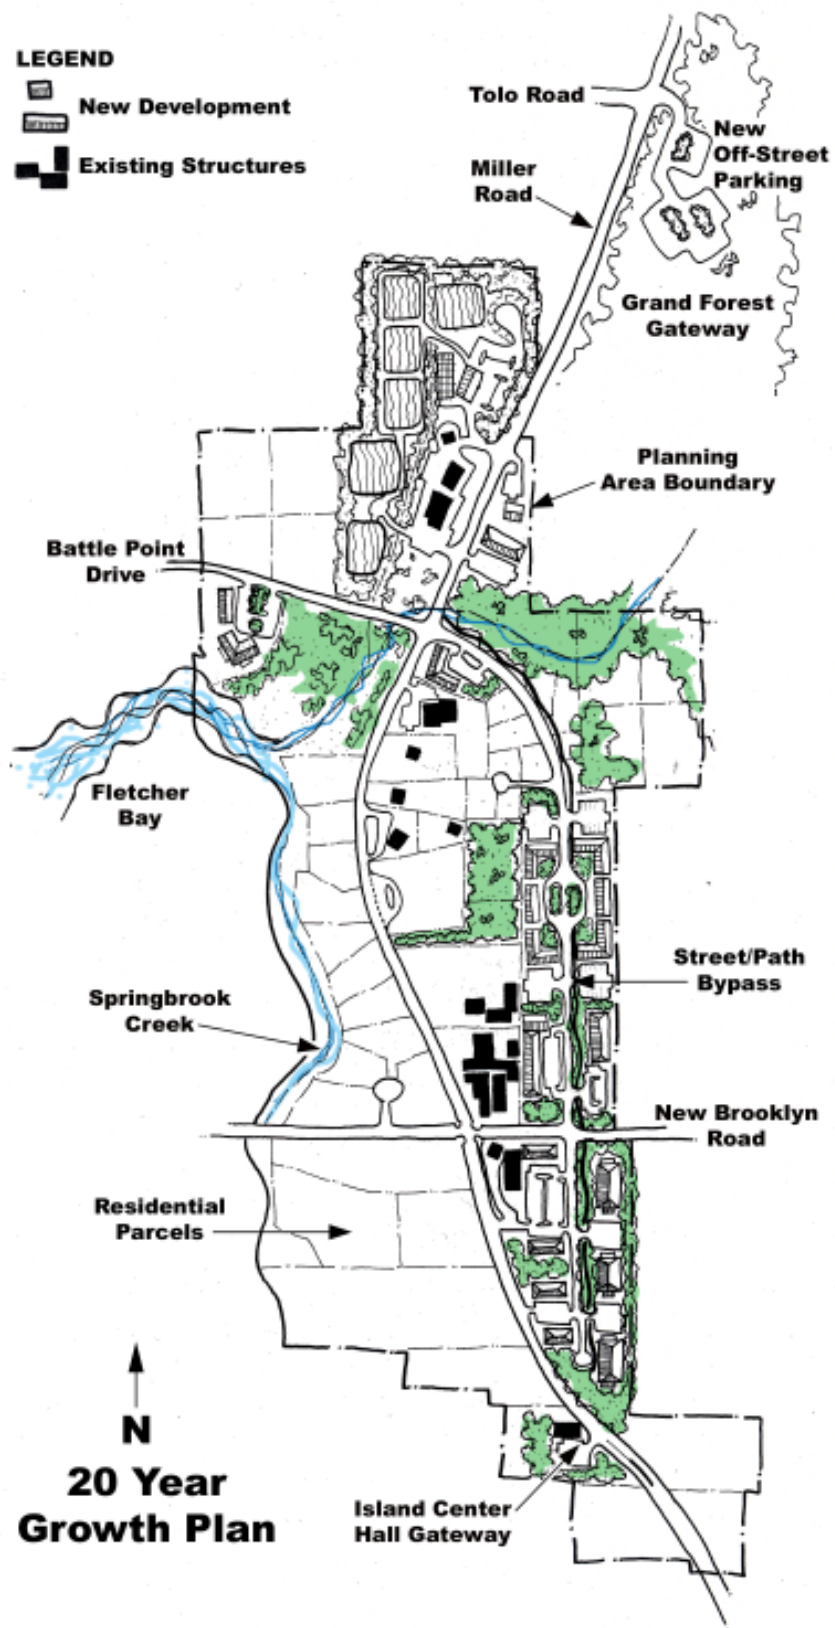 LEGEND
New Development
Existing Structures
Tolo Road
New
Off-Street
Parking
Miller
Road
Grand Forest
Gateway
Planning
Area Boundary
Battle Point
Drive
Fletcher
Bay
Street/Path
Bypass
Springbrook
Creek
New Brooklyn
Road
Residential
Parcels
N
20 Year
Growth Plan
Island Center
Hall Gateway